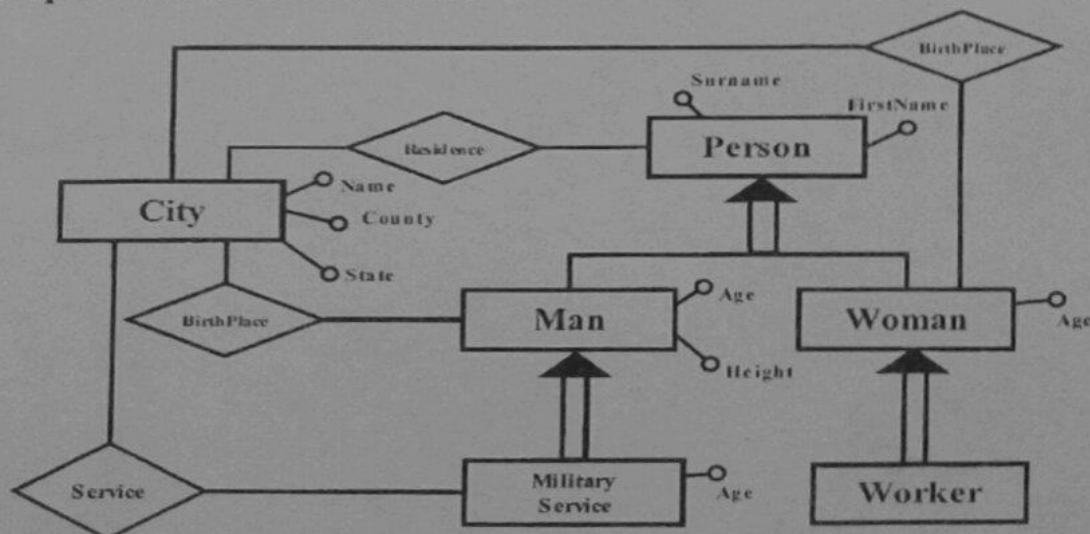 BirthPlace
Surname
FirstName
Residence
Person
Name
City
County
State
Age
BirthPlace
Man
Woman
Age
Height
Service
Military
Service
Age
Worker